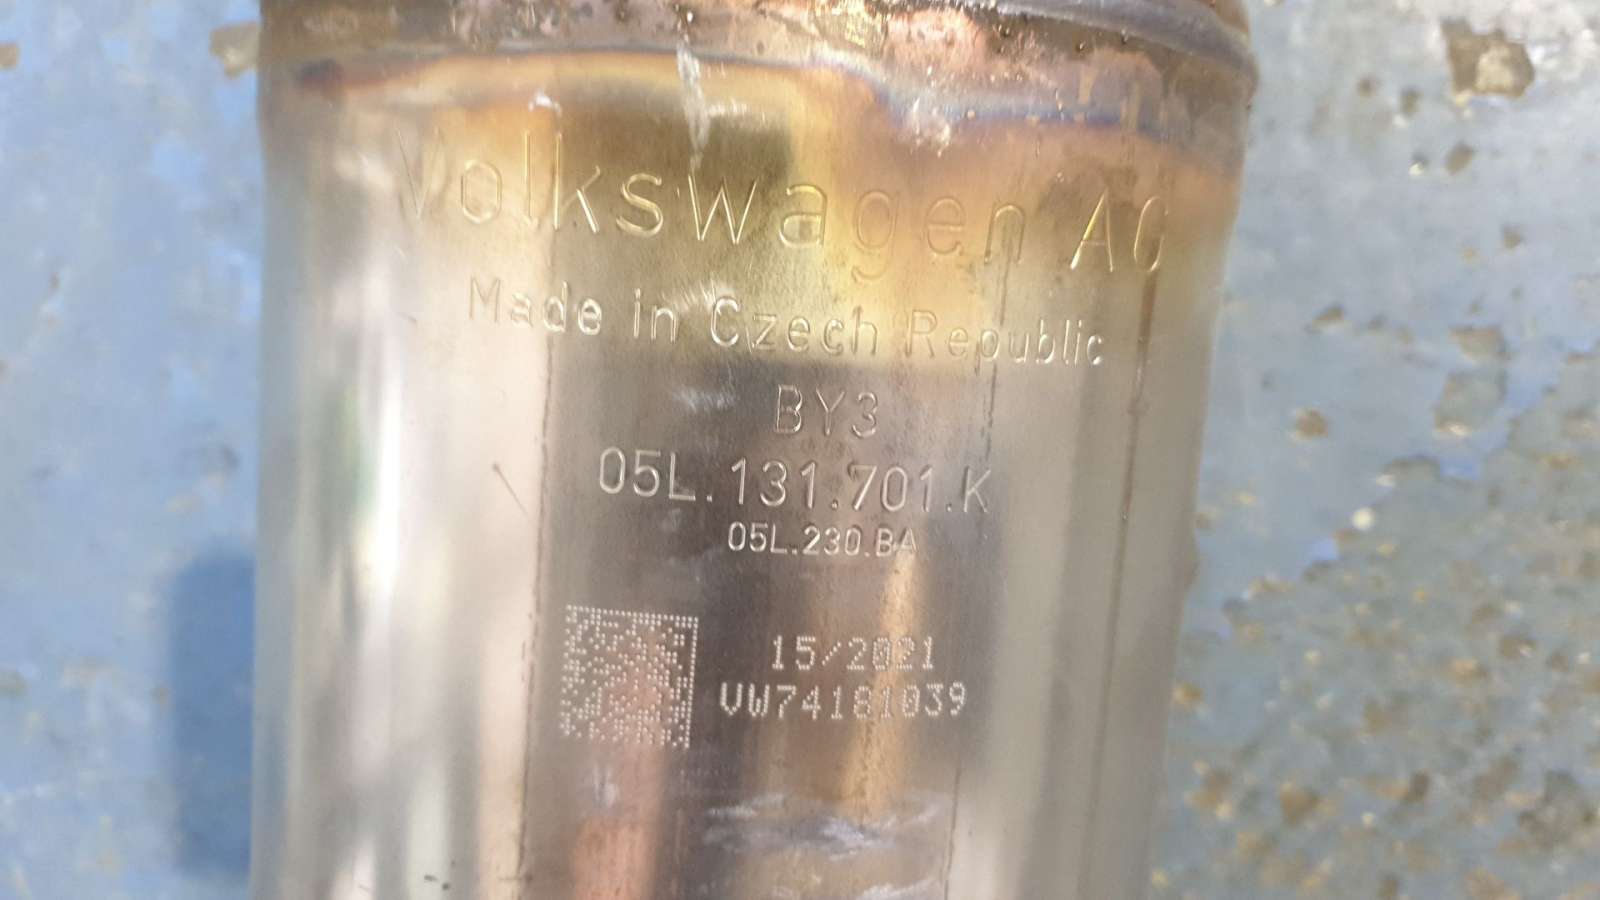 Volkswagen AG
Made in Czech Republic
BY3
05L.131.701.K
05L.230.BA
15/2021
VW74181039